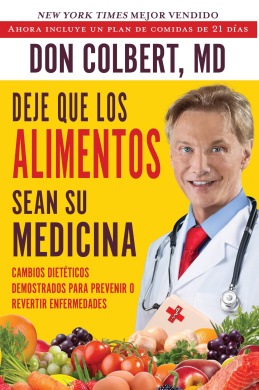 NEW YORK TIMES MEJOR VENDIDO
AHORA INCLUYE UN PLAN DE COMIDAS DE 21 DÍAS
DON COLBERT, MD
DEJE QUE LOS
ALIMENTOS
SEAN SU
MEDICINA
CAMBIOS DIETÉTICOS
DEMOSTRADOS PARA PREVENIR O
REVERTIR ENFERMEDADES